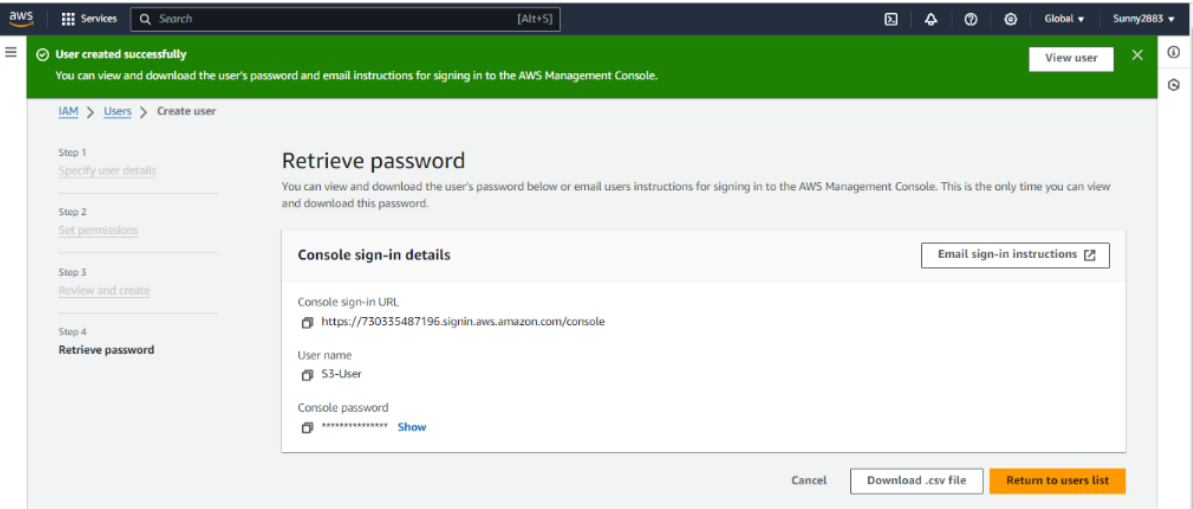 aws Services Search [Alt+S] Global Sunny2883
User created successfully
You can view and download the user's password and email instructions for signing in to the AWS Management Console.
View user
IAM > Users > Create user
Step 1
Specify user details
Step 2
Set permissions
Step 3
Review and create
Step 4
Retrieve password
Retrieve password
You can view and download the user's password below or email users instructions for signing in to the AWS Management Console. This is the only time you can view
and download this password.
Console sign-in details
Email sign-in instructions
Console sign-in URL
https://730335487196.signin.aws.amazon.com/console
User name
S3-User
Console password
*************** Show
Cancel Download .csv file Return to users list